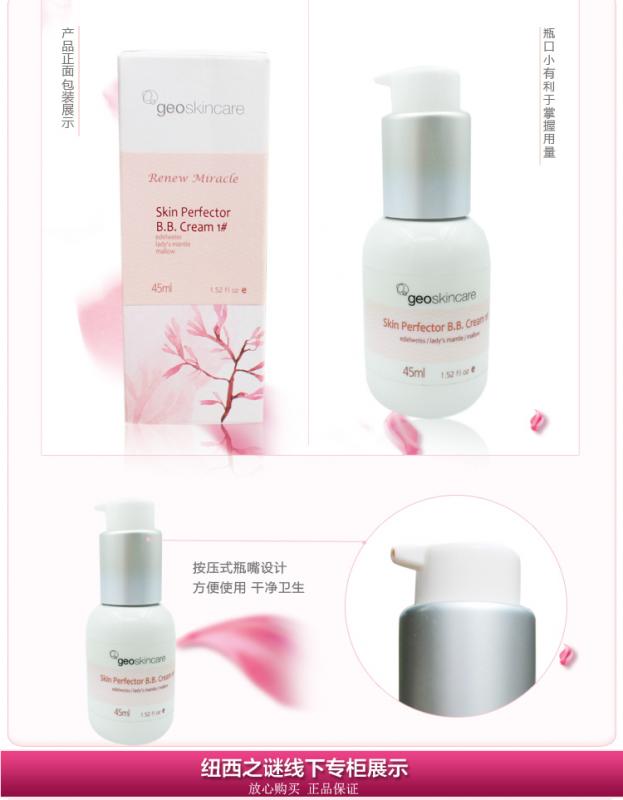 产品正面包装展示
geoskincare
Renew Miracle
Skin Perfector
B.B. Cream 1#
edelweiss
lady's mantle
mallow
45ml 1.52 fl oz e
瓶口小有利于掌握用量
geoskincare
Skin Perfector B.B. Cream
edelweiss / lady's mantle / mallow
45ml 1.52 fl oz e
按压式瓶嘴设计
方便使用 干净卫生
geoskincare
Skin Perfector B.B. Cream
edelweiss / lady's mantle / mallow
45ml 1.52 fl oz e
纽西之谜线下专柜展示
放心购买 正品保证